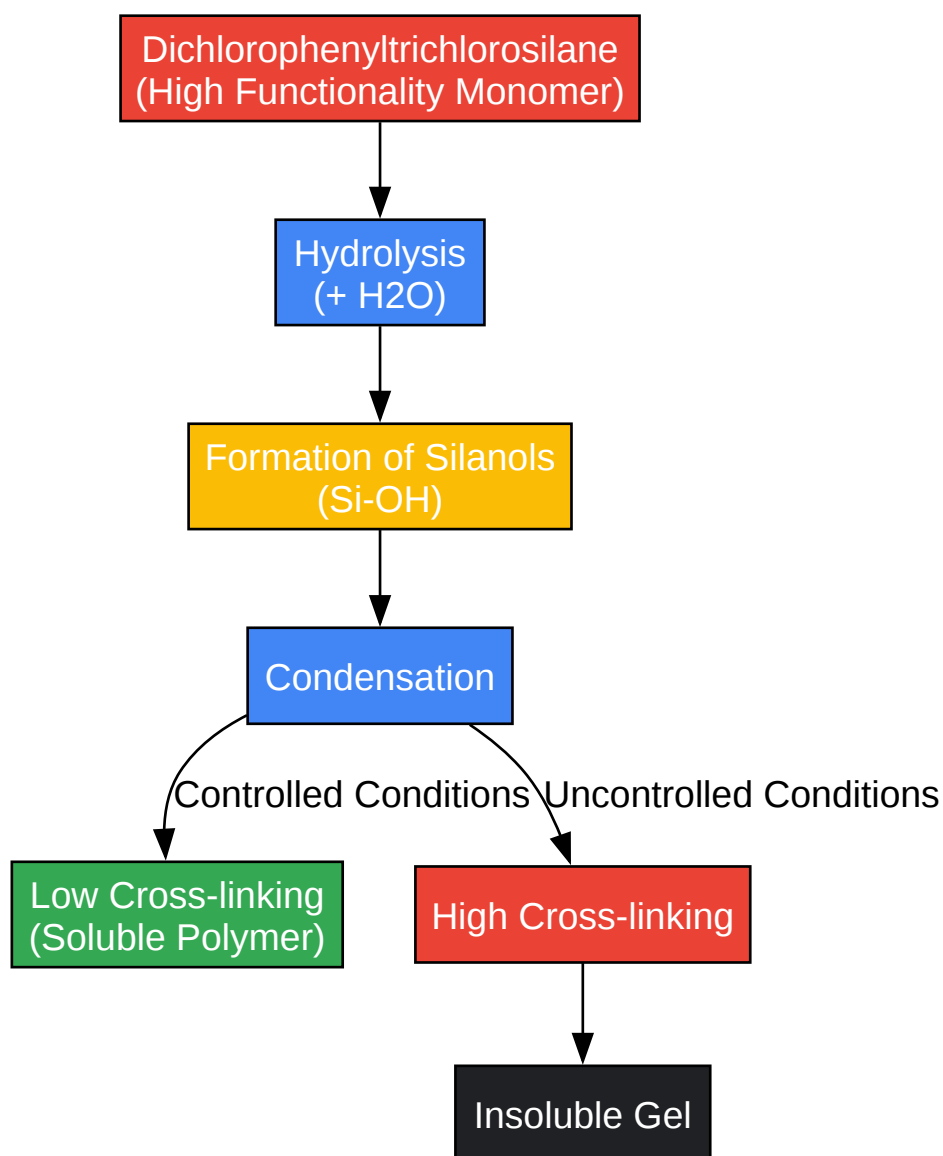 Dichlorophenyltrichlorosilane
(High Functionality Monomer)
Hydrolysis
(+ H2O)
Formation of Silanols
(Si-OH)
Condensation
Controlled Conditions
Uncontrolled Conditions
Low Cross-linking
(Soluble Polymer)
High Cross-linking
Insoluble Gel